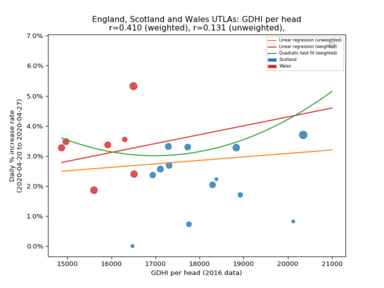 England, Scotland and Wales UTLAs: GDHI per head
r=0.410 (weighted), r=0.131 (unweighted),
Linear regression (unweighted)
Linear regression (weighted)
Quadratic best fit (weighted)
Scotland
Wales
Daily % increase rate
(2020-04-20 to 2020-04-27)
7.0%
6.0%
5.0%
4.0%
3.0%
2.0%
1.0%
0.0%
15000 16000 17000 18000 19000 20000 21000
GDHI per head (2016 data)